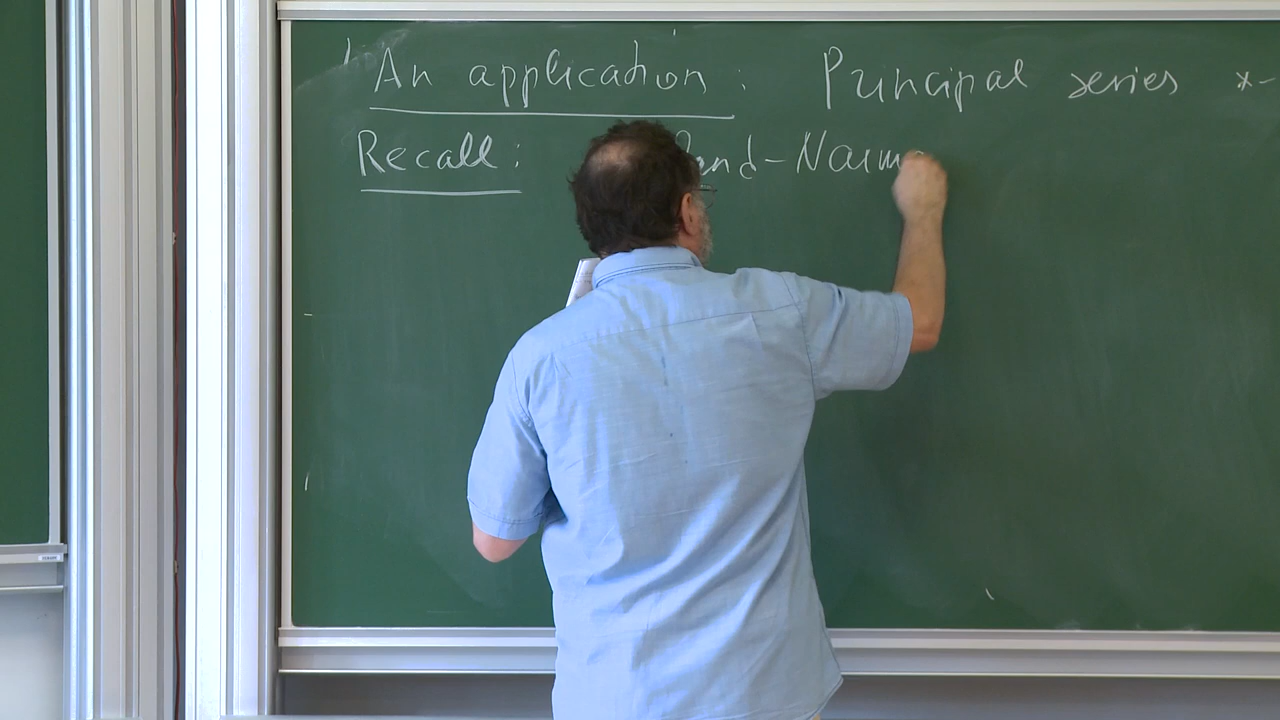 An application : Principal series *-
Recall : and - Naim